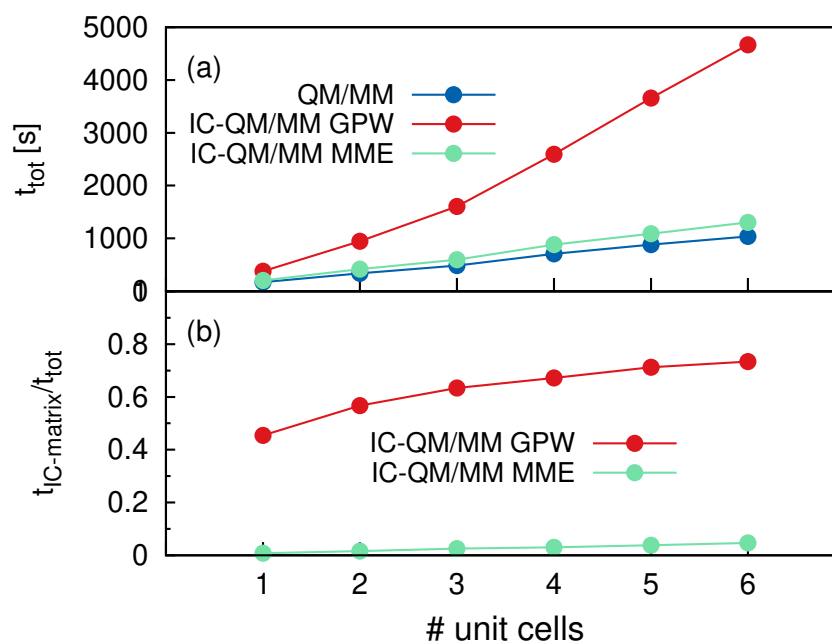 5000
(a)
QM/MM
4000
IC-QM/MM GPW
IC-QM/MM MME
3000
t_tot [s]
2000
1000
0
1
(b)
0.8
0.6
t_IC-matrix/t_tot
IC-QM/MM GPW
0.4
IC-QM/MM MME
0.2
0
1 2 3 4 5 6
# unit cells